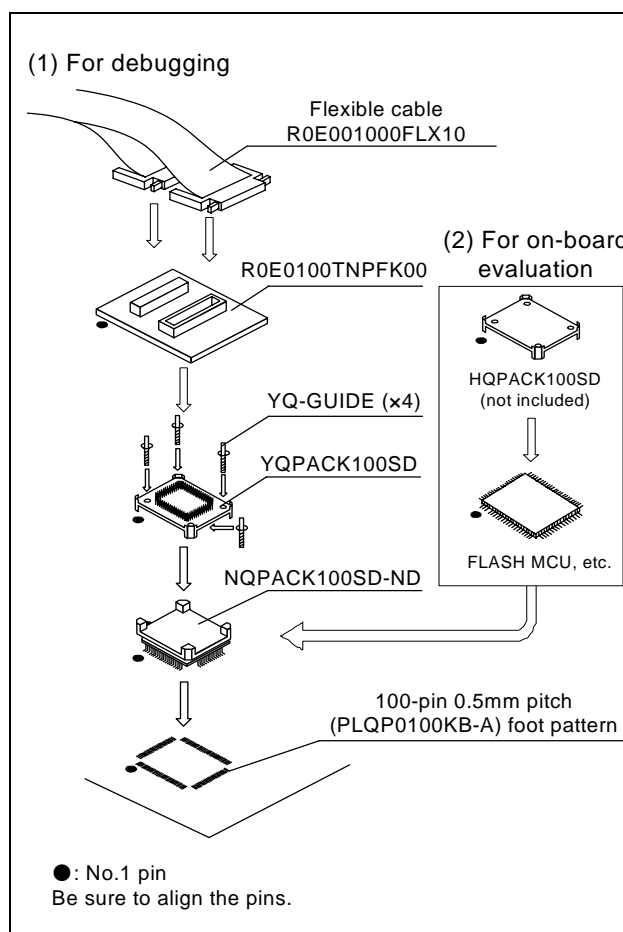 (1) For debugging
Flexible cable
R0E001000FLX10
R0E0100TNPFK00
(2) For on-board
evaluation
HQPACK100SD
(not included)
FLASH MCU, etc.
YQ-GUIDE (×4)
YQPACK100SD
NQPACK100SD-ND
100-pin 0.5mm pitch
(PLQP0100KB-A) foot pattern
●: No.1 pin
Be sure to align the pins.